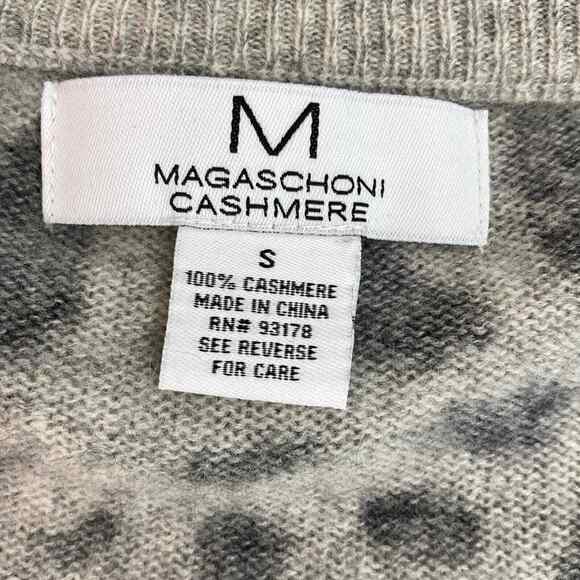 M
MAGASCHONI
CASHMERE
S
100% CASHMERE
MADE IN CHINA
RN# 93178
SEE REVERSE
FOR CARE